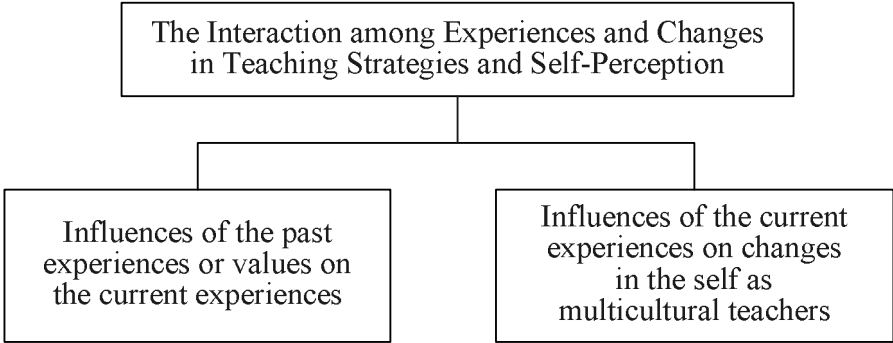 The Interaction among Experiences and Changes
in Teaching Strategies and Self-Perception
Influences of the past
experiences or values on
the current experiences
Influences of the current
experiences on changes
in the self as
multicultural teachers